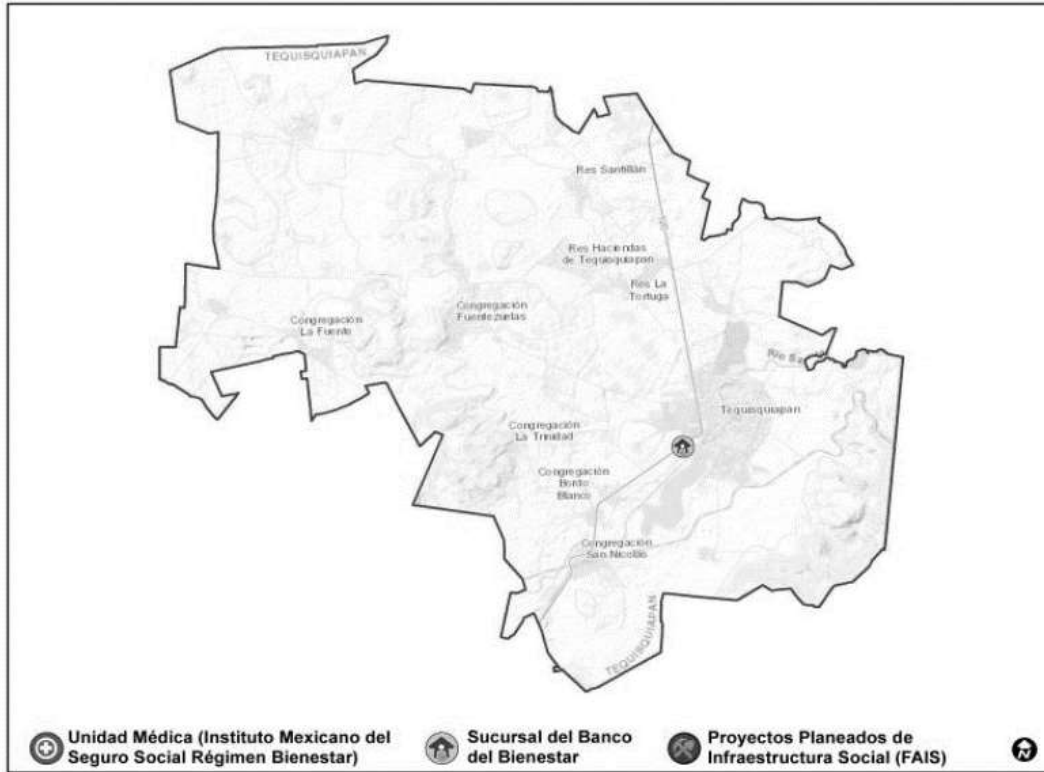 TEQUISQUIAPAN
Res Santillán
Res Haciendas
de Tequisquiapan
Res La
Tortuga
Congregación
Fuentezuelas
Congregación
La Fuente
Río
Tequisquiapan
Congregación
La Trinidad
Congregación
Bordo
Blanco
Congregación
San Nicolás
TEQUISQUIAPAN
Unidad Médica (Instituto Mexicano del
Seguro Social Régimen Bienestar)
Sucursal del Banco
del Bienestar
Proyectos Planeados de
Infraestructura Social (FAIS)
N